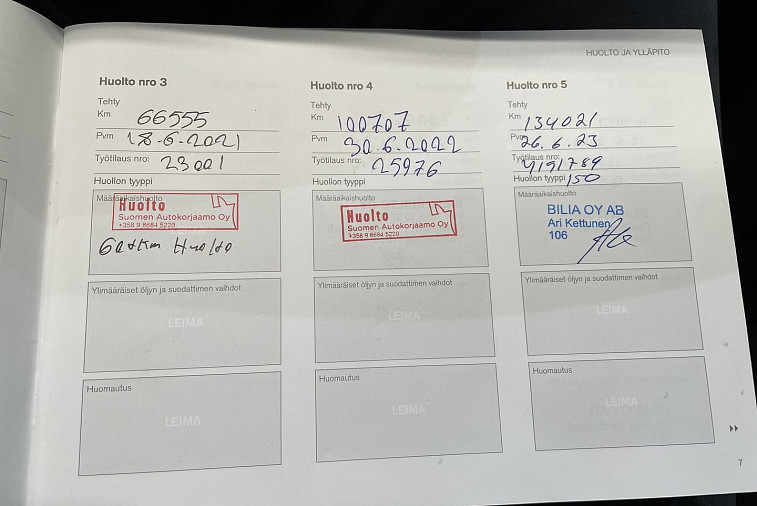 HUOLTO JA YLLÄPITO
Huolto nro 3
Tehty
Km 66555
Pvm 18-6-2021
Työtilaus nro: 23001
Huollon tyyppi
Määräaikaishuolto
Huolto
Suomen Autokorjaamo Oy
+358 9 8684 5220
60tkm Huolto
Ylimääräiset öljyn ja suodattimen vaihdot
LEIMA
Huomautus
LEIMA
Huolto nro 4
Tehty
Km 100707
Pvm 30.6.2022
Työtilaus nro: 25976
Huollon tyyppi
Määräaikaishuolto
Huolto
Suomen Autokorjaamo Oy
+358 9 8684 5220
Ylimääräiset öljyn ja suodattimen vaihdot
LEIMA
Huomautus
LEIMA
Huolto nro 5
Tehty
Km 134021
Pvm 26.6.23
Työtilaus nro: 4191789
Huollon tyyppi 150
Määräaikaishuolto
BILIA OY AB
Ari Kettunen
106
Ylimääräiset öljyn ja suodattimen vaihdot
LEIMA
Huomautus
LEIMA
7